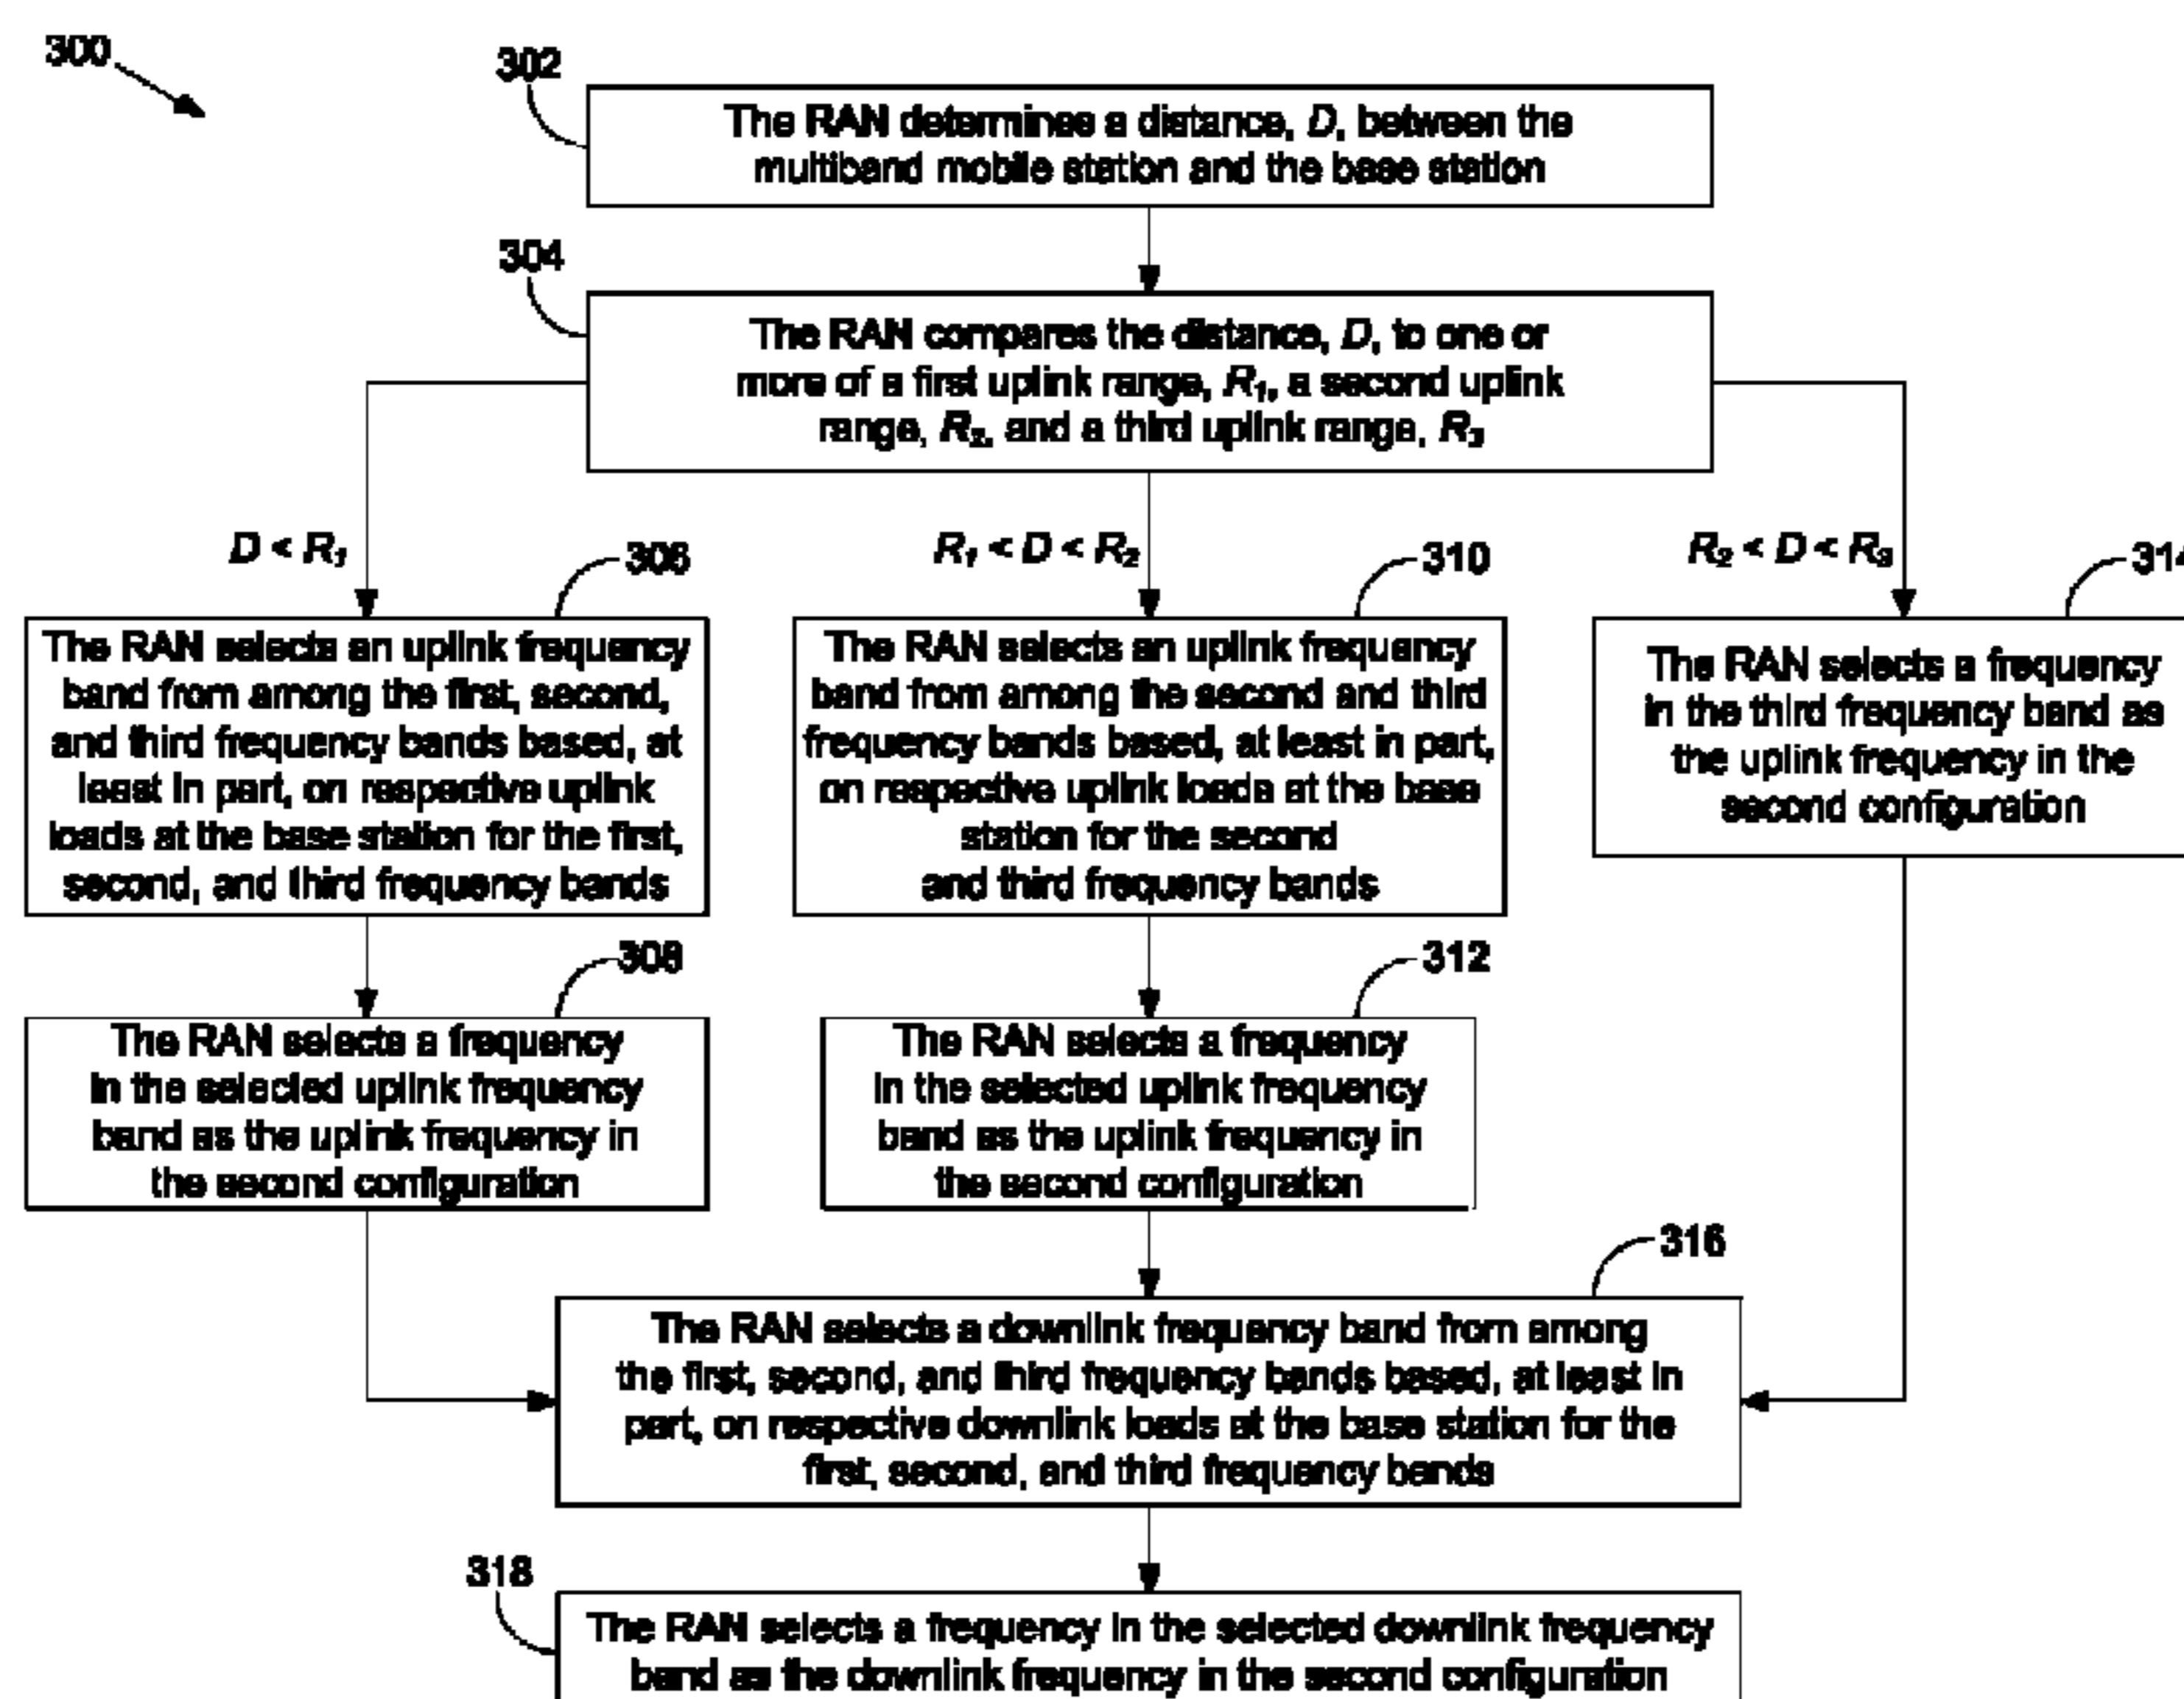 300
302
The RAN determines a distance, D, between the
multiband mobile station and the base station
304
The RAN compares the distance, D, to one or
more of a first uplink range, R1, a second uplink
range, R2, and a third uplink range, R3
D < R1
306
The RAN selects an uplink frequency
band from among the first, second,
and third frequency bands based, at
least in part, on respective uplink
loads at the base station for the first,
second, and third frequency bands
R1 < D < R2
310
The RAN selects an uplink frequency
band from among the second and third
frequency bands based, at least in part,
on respective uplink loads at the base
station for the second
and third frequency bands
R2 < D < R3
314
The RAN selects a frequency
in the third frequency band as
the uplink frequency in the
second configuration
308
The RAN selects a frequency
in the selected uplink frequency
band as the uplink frequency in
the second configuration
312
The RAN selects a frequency
in the selected uplink frequency
band as the uplink frequency in
the second configuration
316
The RAN selects a downlink frequency band from among
the first, second, and third frequency bands based, at least in
part, on respective downlink loads at the base station for the
first, second, and third frequency bands
318
The RAN selects a frequency in the selected downlink frequency
band as the downlink frequency in the second configuration